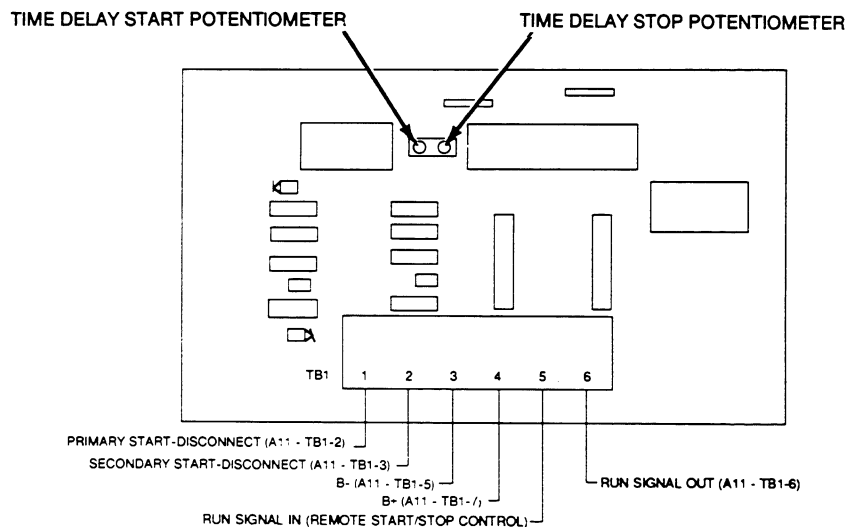 TIME DELAY START POTENTIOMETER
TIME DELAY STOP POTENTIOMETER
TB1 1 2 3 4 5 6
PRIMARY START-DISCONNECT (A11 - TB1-2)
SECONDARY START-DISCONNECT (A11 - TB1-3)
B- (A11 - TB1-5)
RUN SIGNAL OUT (A11 - TB1-6)
B+ (A11 - TB1-7)
RUN SIGNAL IN (REMOTE START/STOP CONTROL)